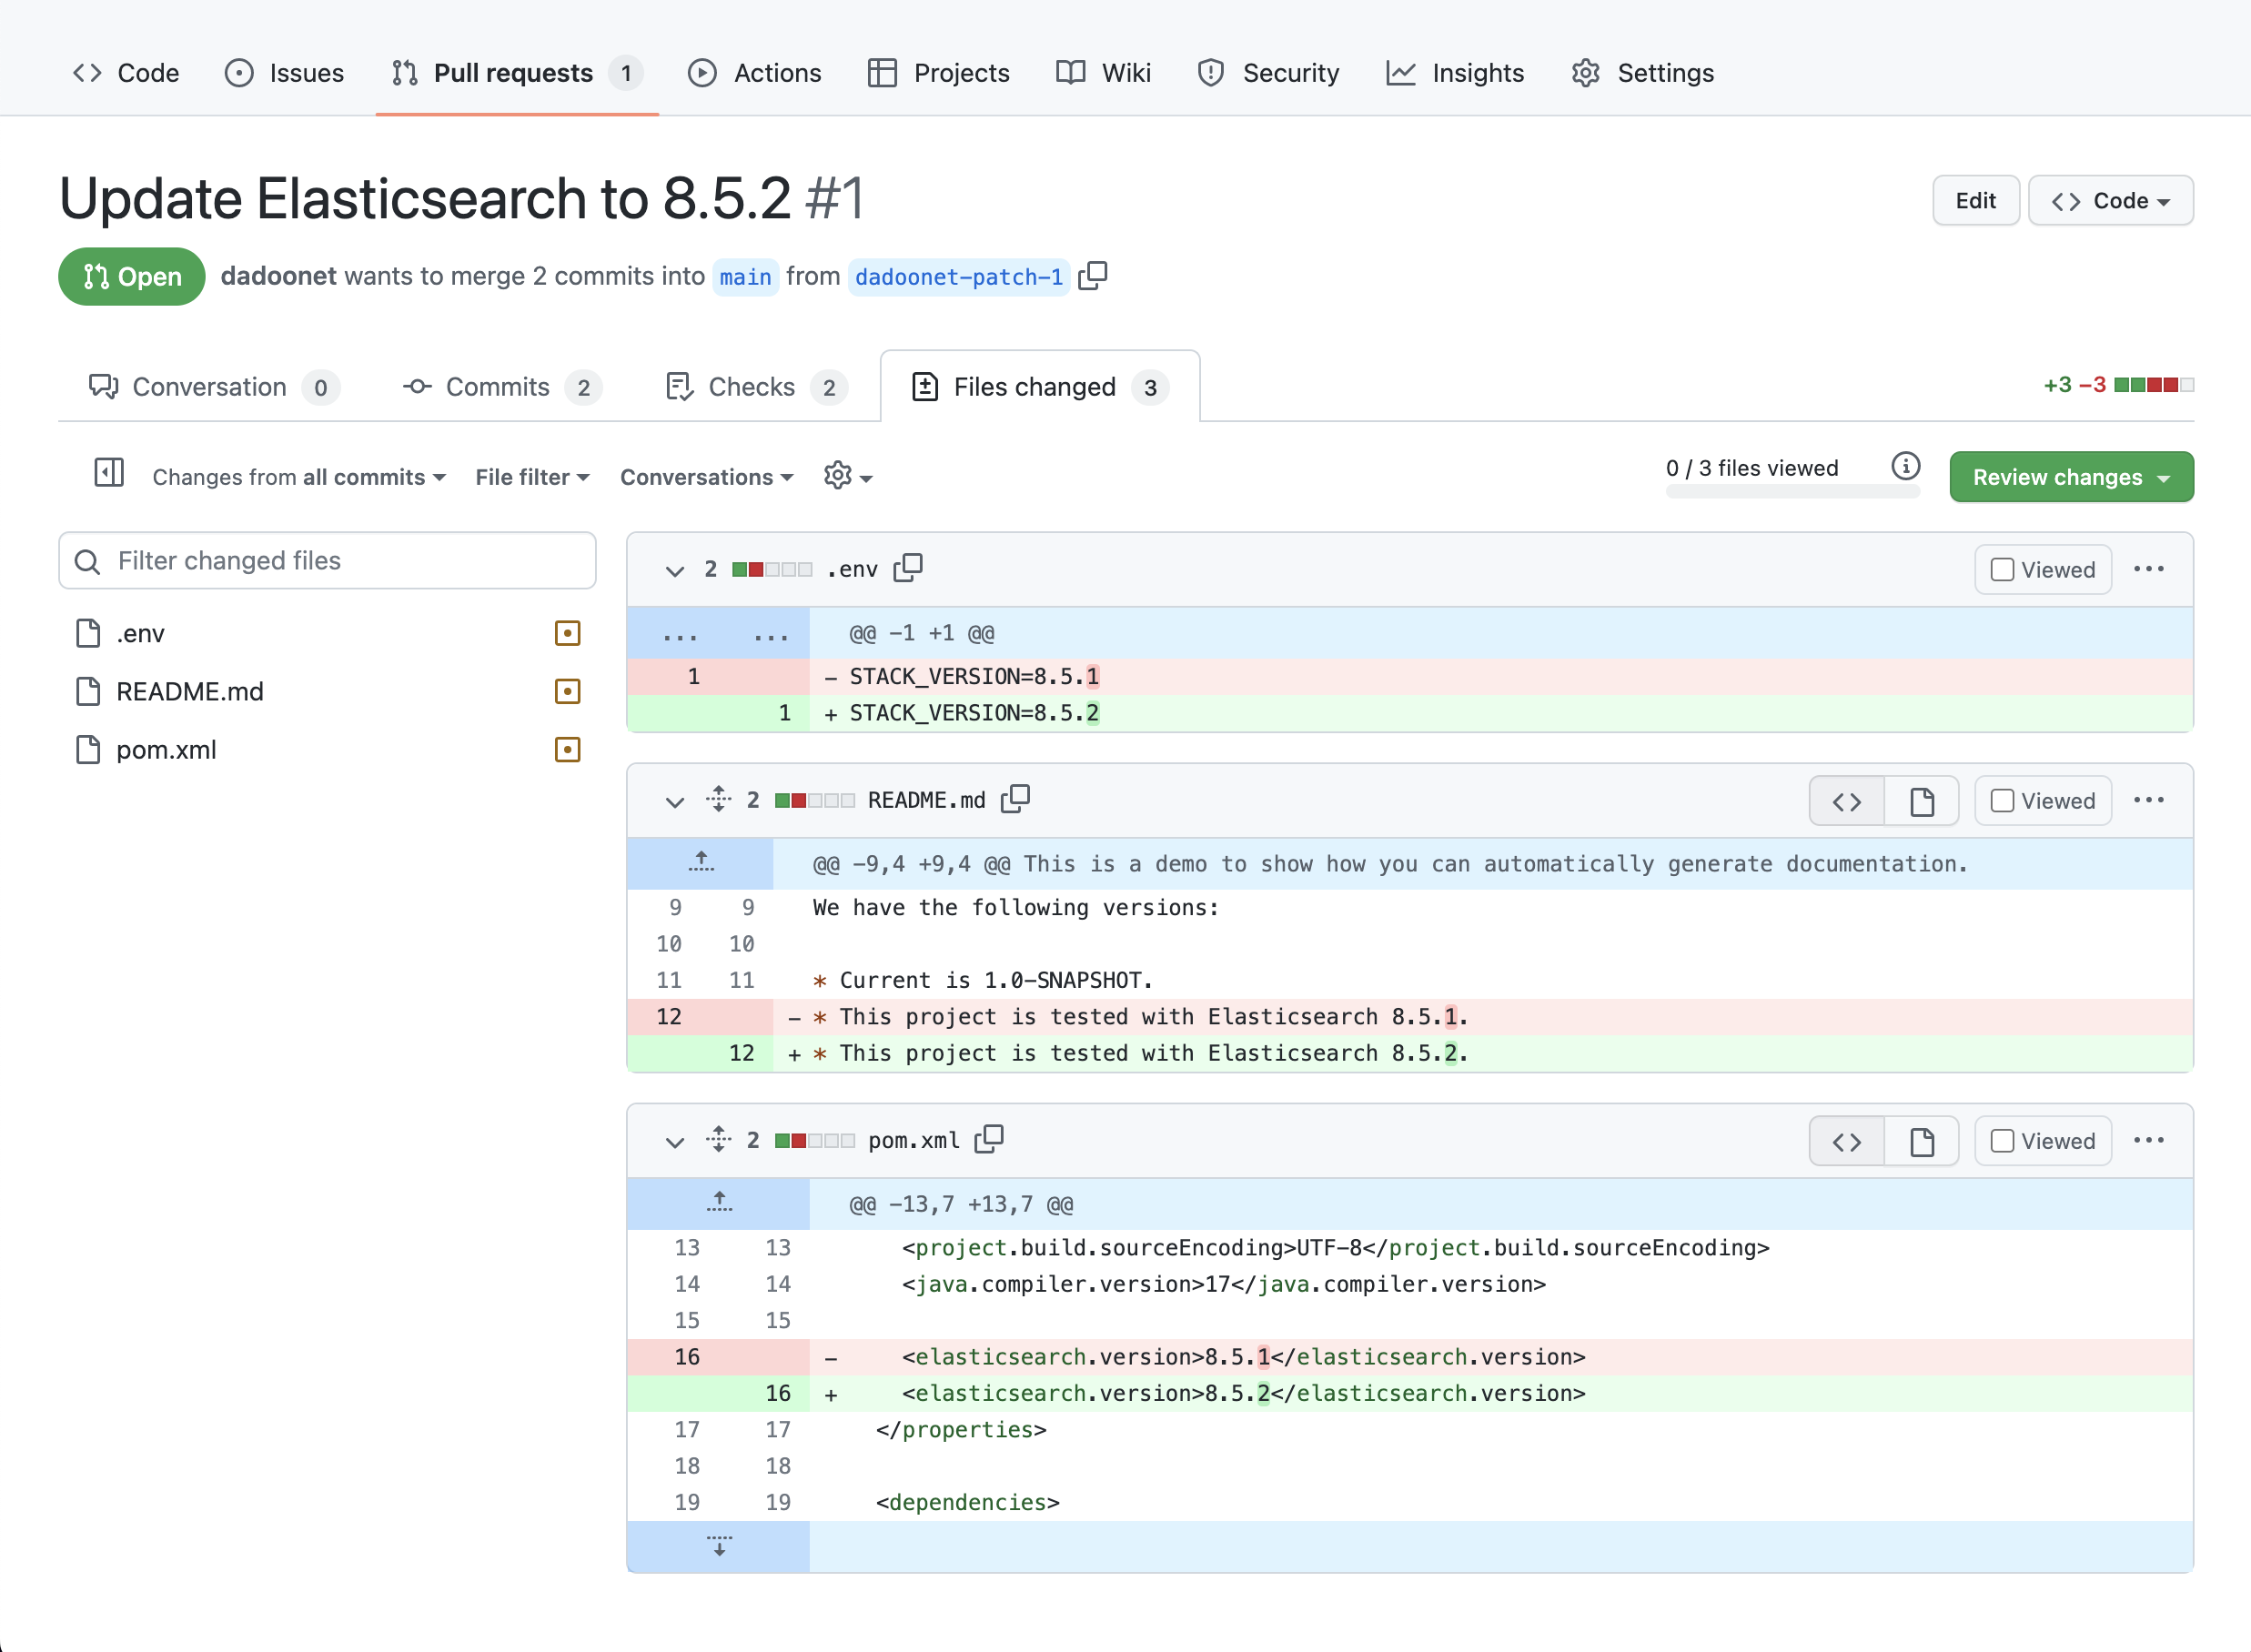 Code Issues Pull requests 1 Actions Projects Wiki Security Insights Settings
Update Elasticsearch to 8.5.2 #1
Edit Code
Open dadoonet wants to merge 2 commits into main from dadoonet-patch-1
Conversation 0 Commits 2 Checks 2 Files changed 3 +3 −3
Changes from all commits File filter Conversations 0 / 3 files viewed Review changes
Filter changed files
.env
README.md
pom.xml
2 .env Viewed ...
... ... @@ -1 +1 @@
1 - STACK_VERSION=8.5.1
1 + STACK_VERSION=8.5.2
2 README.md Viewed ...
@@ -9,4 +9,4 @@ This is a demo to show how you can automatically generate documentation.
9 9 We have the following versions:
10 10
11 11 * Current is 1.0-SNAPSHOT.
12 - * This project is tested with Elasticsearch 8.5.1.
12 + * This project is tested with Elasticsearch 8.5.2.
2 pom.xml Viewed ...
@@ -13,7 +13,7 @@
13 13 <project.build.sourceEncoding>UTF-8</project.build.sourceEncoding>
14 14 <java.compiler.version>17</java.compiler.version>
15 15
16 - <elasticsearch.version>8.5.1</elasticsearch.version>
16 + <elasticsearch.version>8.5.2</elasticsearch.version>
17 17 </properties>
18 18
19 19 <dependencies>